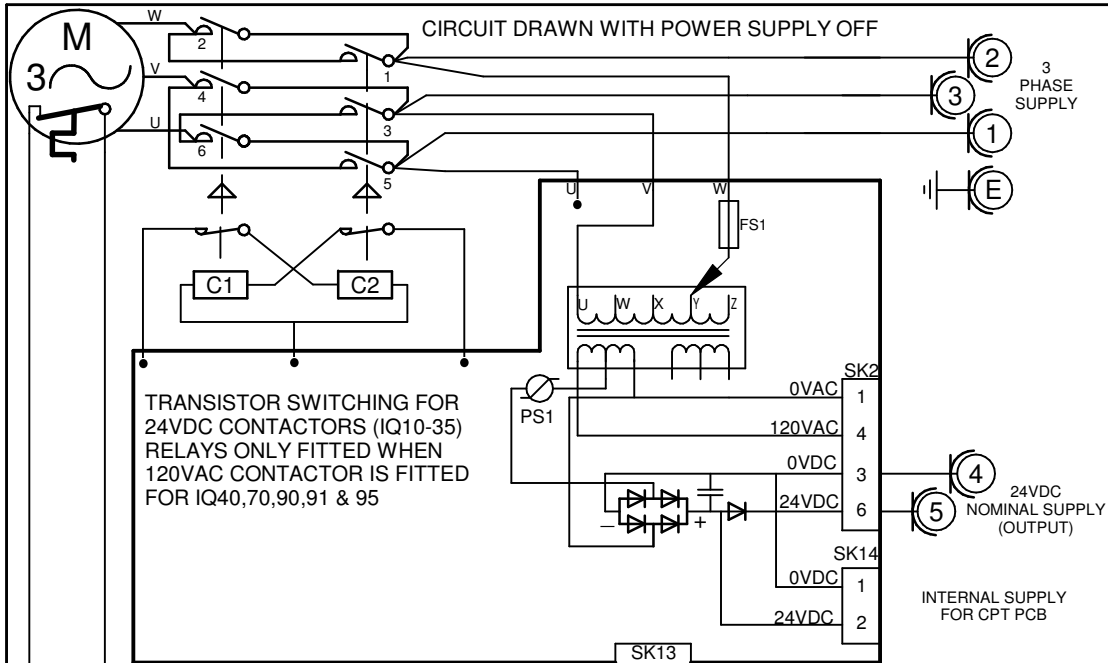 CIRCUIT DRAWN WITH POWER SUPPLY OFF
M
3
W
V
U
2
4
6
1
3
5
2
3
1
E
3
PHASE
SUPPLY
C1
C2
U
V
W
FS1
U
W
X
Y
Z
PS1
TRANSISTOR SWITCHING FOR
24VDC CONTACTORS (IQ10-35)
RELAYS ONLY FITTED WHEN
120VAC CONTACTOR IS FITTED
FOR IQ40,70,90,91 & 95
SK2
0VAC 1
120VAC 4
0VDC 3
24VDC 6
– +
4
5
24VDC
NOMINAL SUPPLY
(OUTPUT)
SK14
0VDC 1
24VDC 2
INTERNAL SUPPLY
FOR CPT PCB
SK13